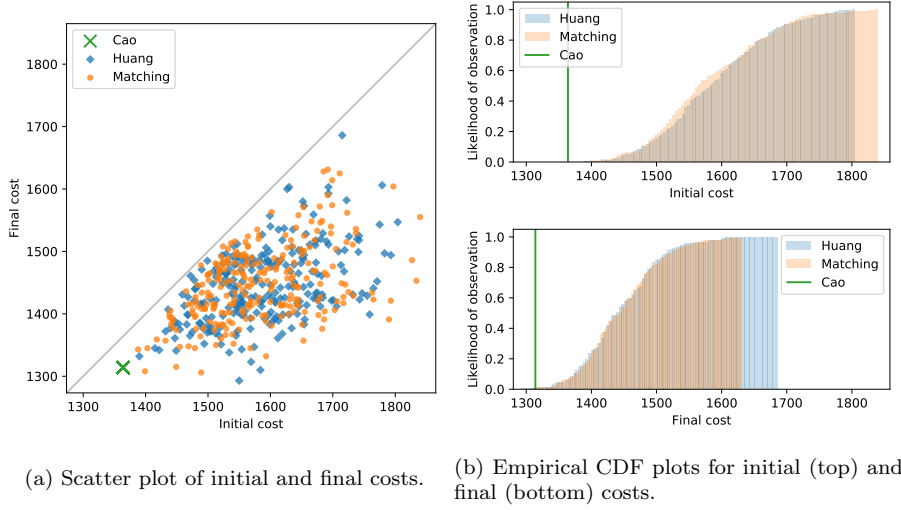 Cao
Huang
Matching
1800
1700
1600
1500
1400
1300
Final cost
1300 1400 1500 1600 1700 1800
Initial cost
(a) Scatter plot of initial and final costs.
Huang
Matching
Cao
1.0
0.8
0.6
0.4
0.2
0.0
Likelihood of observation
1300 1400 1500 1600 1700 1800
Initial cost
Huang
Matching
Cao
1.0
0.8
0.6
0.4
0.2
0.0
Likelihood of observation
1300 1400 1500 1600 1700 1800
Final cost
(b) Empirical CDF plots for initial (top) and
final (bottom) costs.